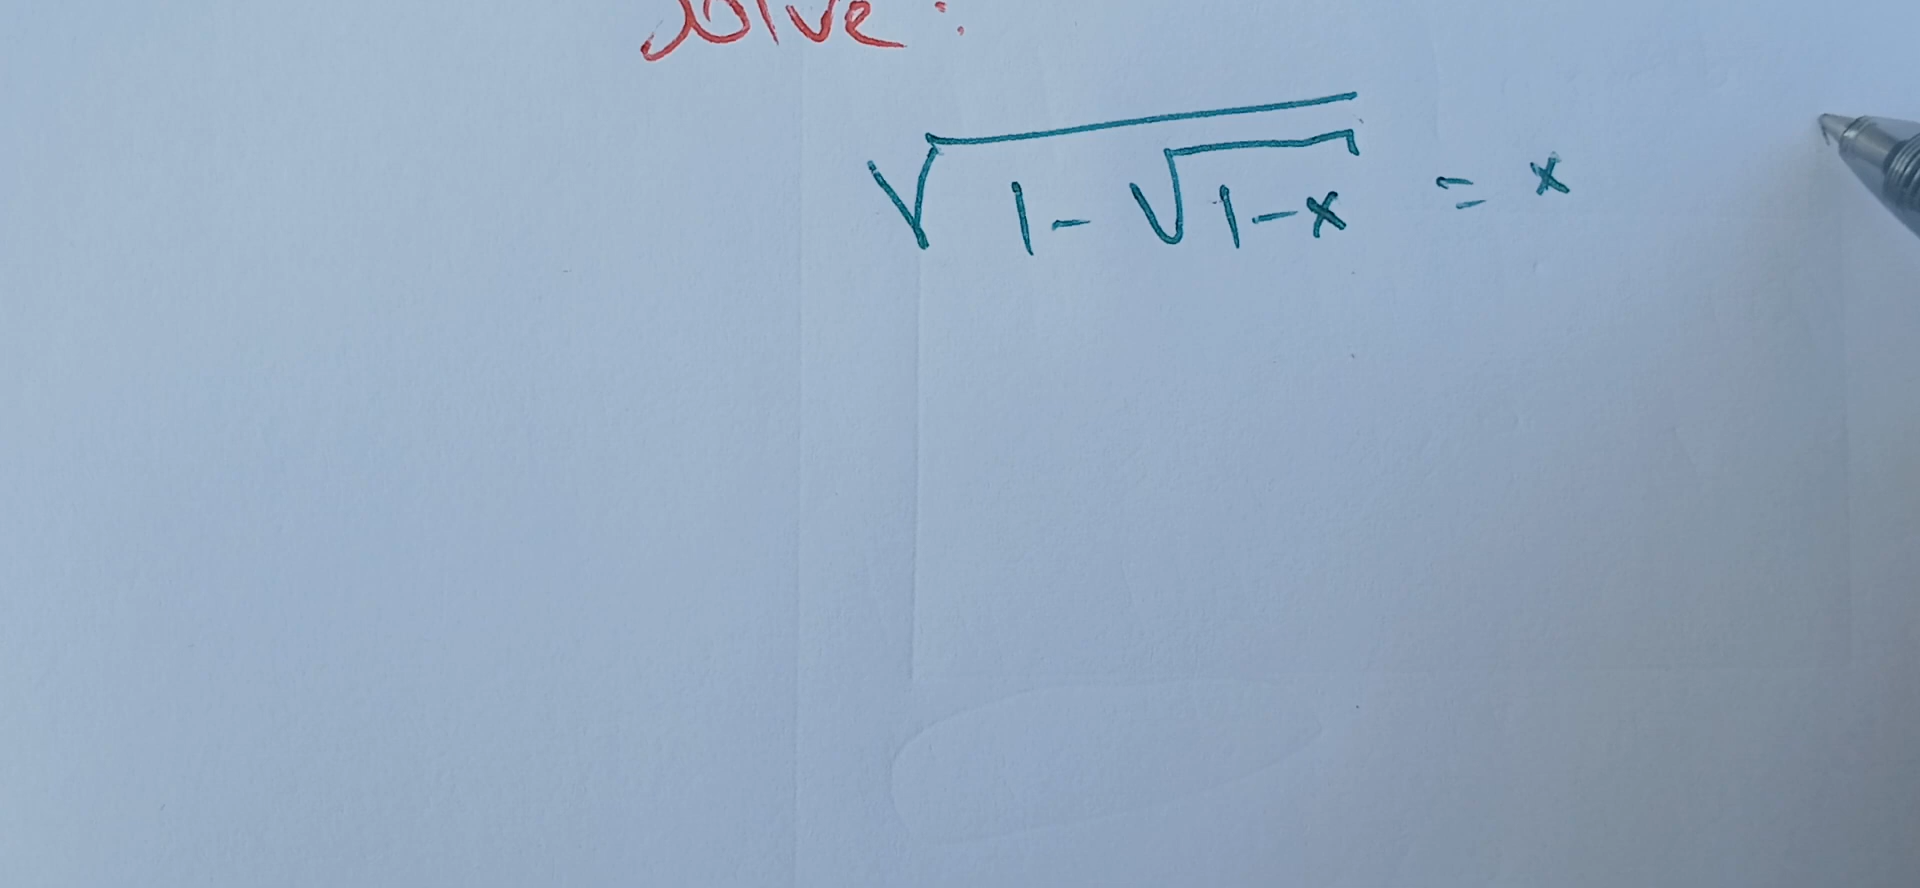 Solve :
√(1-√(1-x)) = x